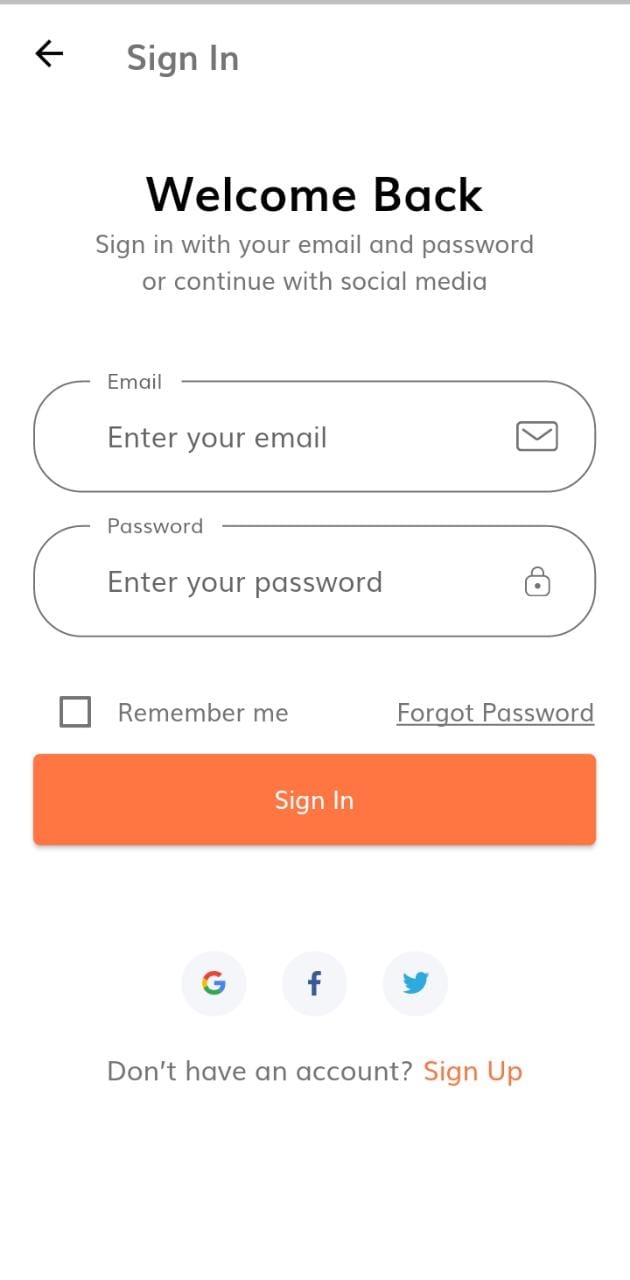 Sign In
Welcome Back
Sign in with your email and password
or continue with social media
Email
Enter your email
Password
Enter your password
Remember me
Forgot Password
Sign In
Don't have an account? Sign Up